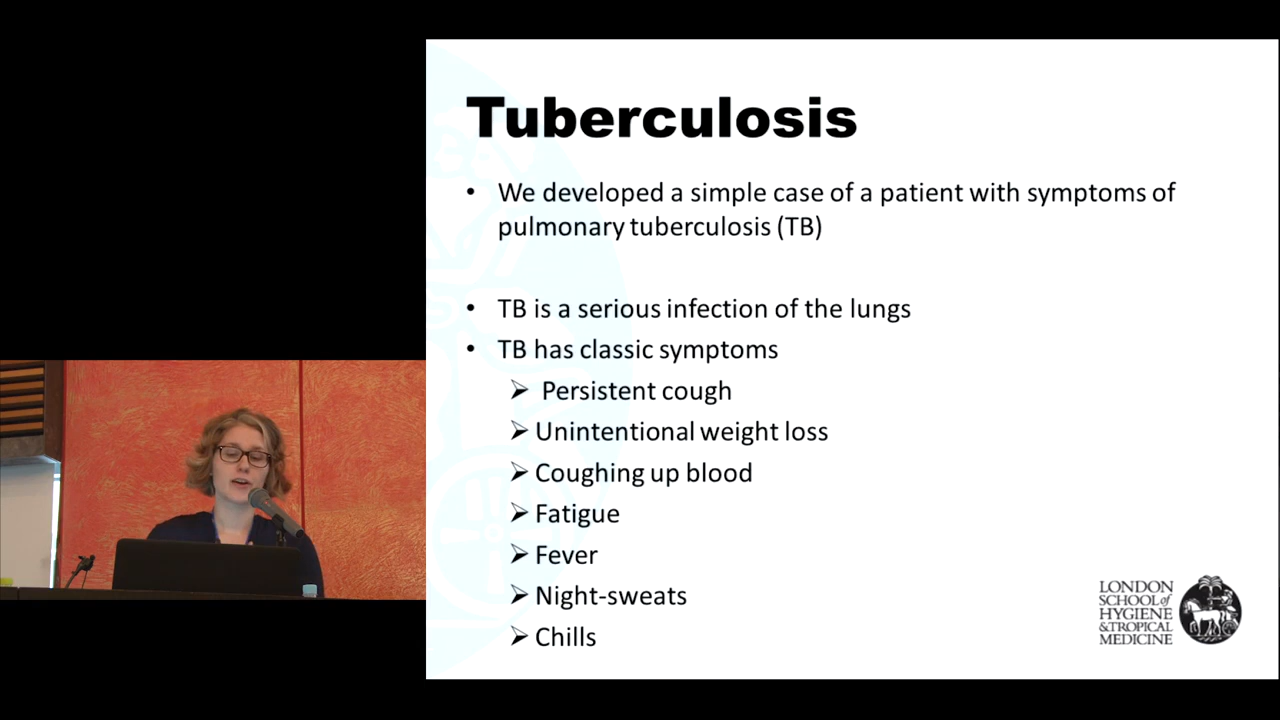 Tuberculosis
• We developed a simple case of a patient with symptoms of
pulmonary tuberculosis (TB)
• TB is a serious infection of the lungs
• TB has classic symptoms
➢ Persistent cough
➢ Unintentional weight loss
➢ Coughing up blood
➢ Fatigue
➢ Fever
➢ Night-sweats
➢ Chills
LONDON
SCHOOL of
HYGIENE
& TROPICAL
MEDICINE